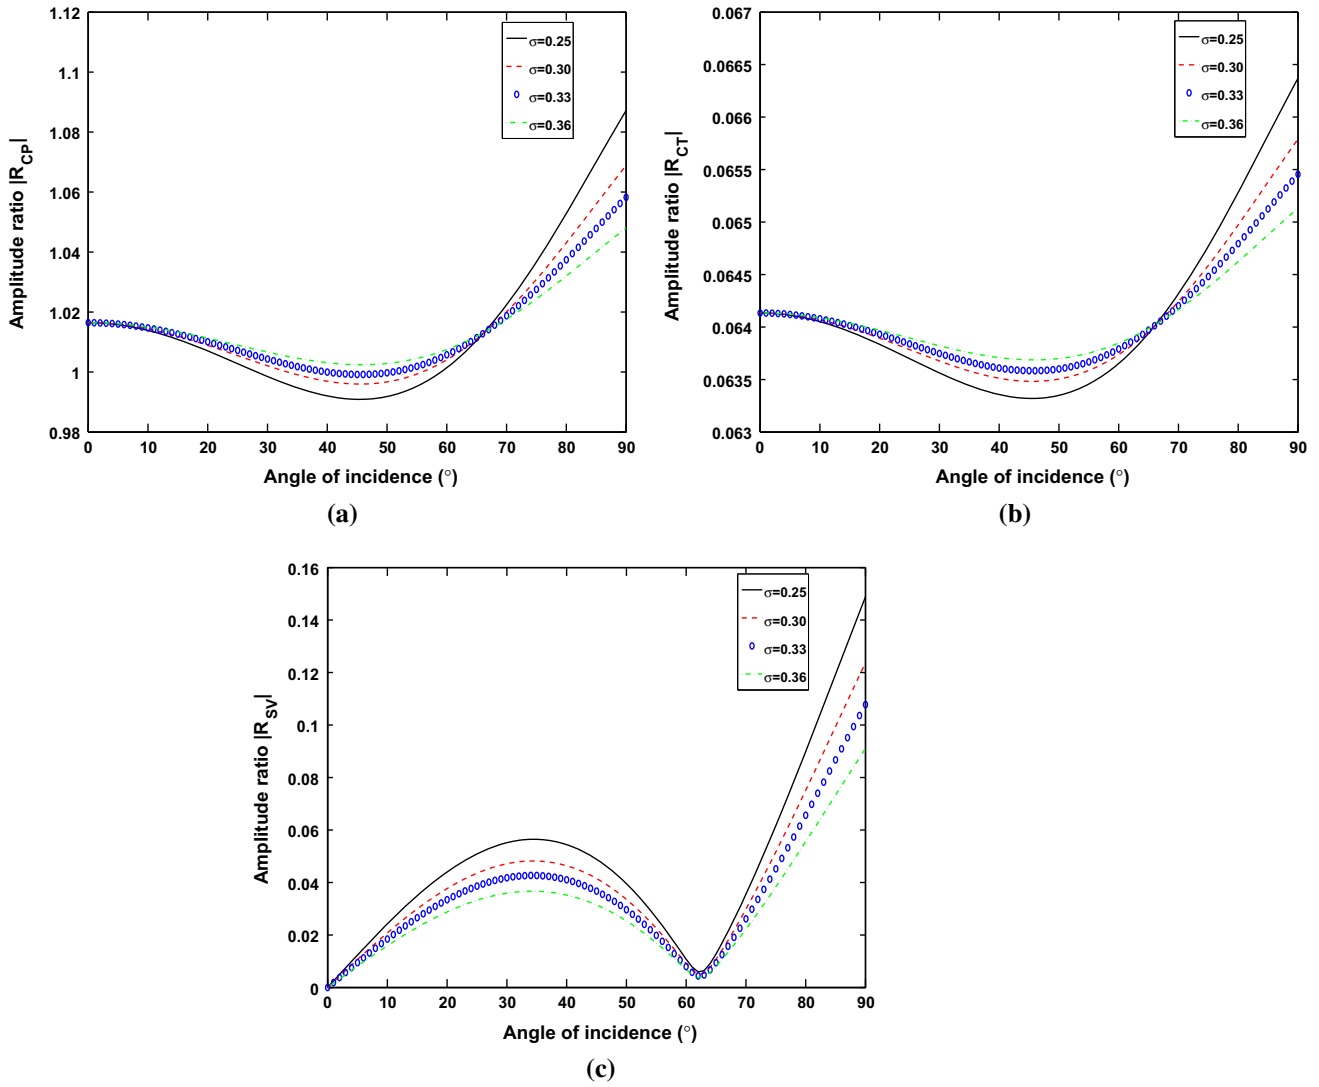 1.12
1.1
1.08
1.06
1.04
1.02
1
0.98
Amplitude ratio |R_CP|
σ=0.25
σ=0.30
σ=0.33
σ=0.36
0 10 20 30 40 50 60 70 80 90
Angle of incidence (°)
(a)
0.067
0.0665
0.066
0.0655
0.065
0.0645
0.064
0.0635
0.063
Amplitude ratio |R_CT|
σ=0.25
σ=0.30
σ=0.33
σ=0.36
0 10 20 30 40 50 60 70 80 90
Angle of incidence (°)
(b)
0.16
0.14
0.12
0.1
0.08
0.06
0.04
0.02
0
Amplitude ratio |R_SV|
σ=0.25
σ=0.30
σ=0.33
σ=0.36
0 10 20 30 40 50 60 70 80 90
Angle of incidence (°)
(c)